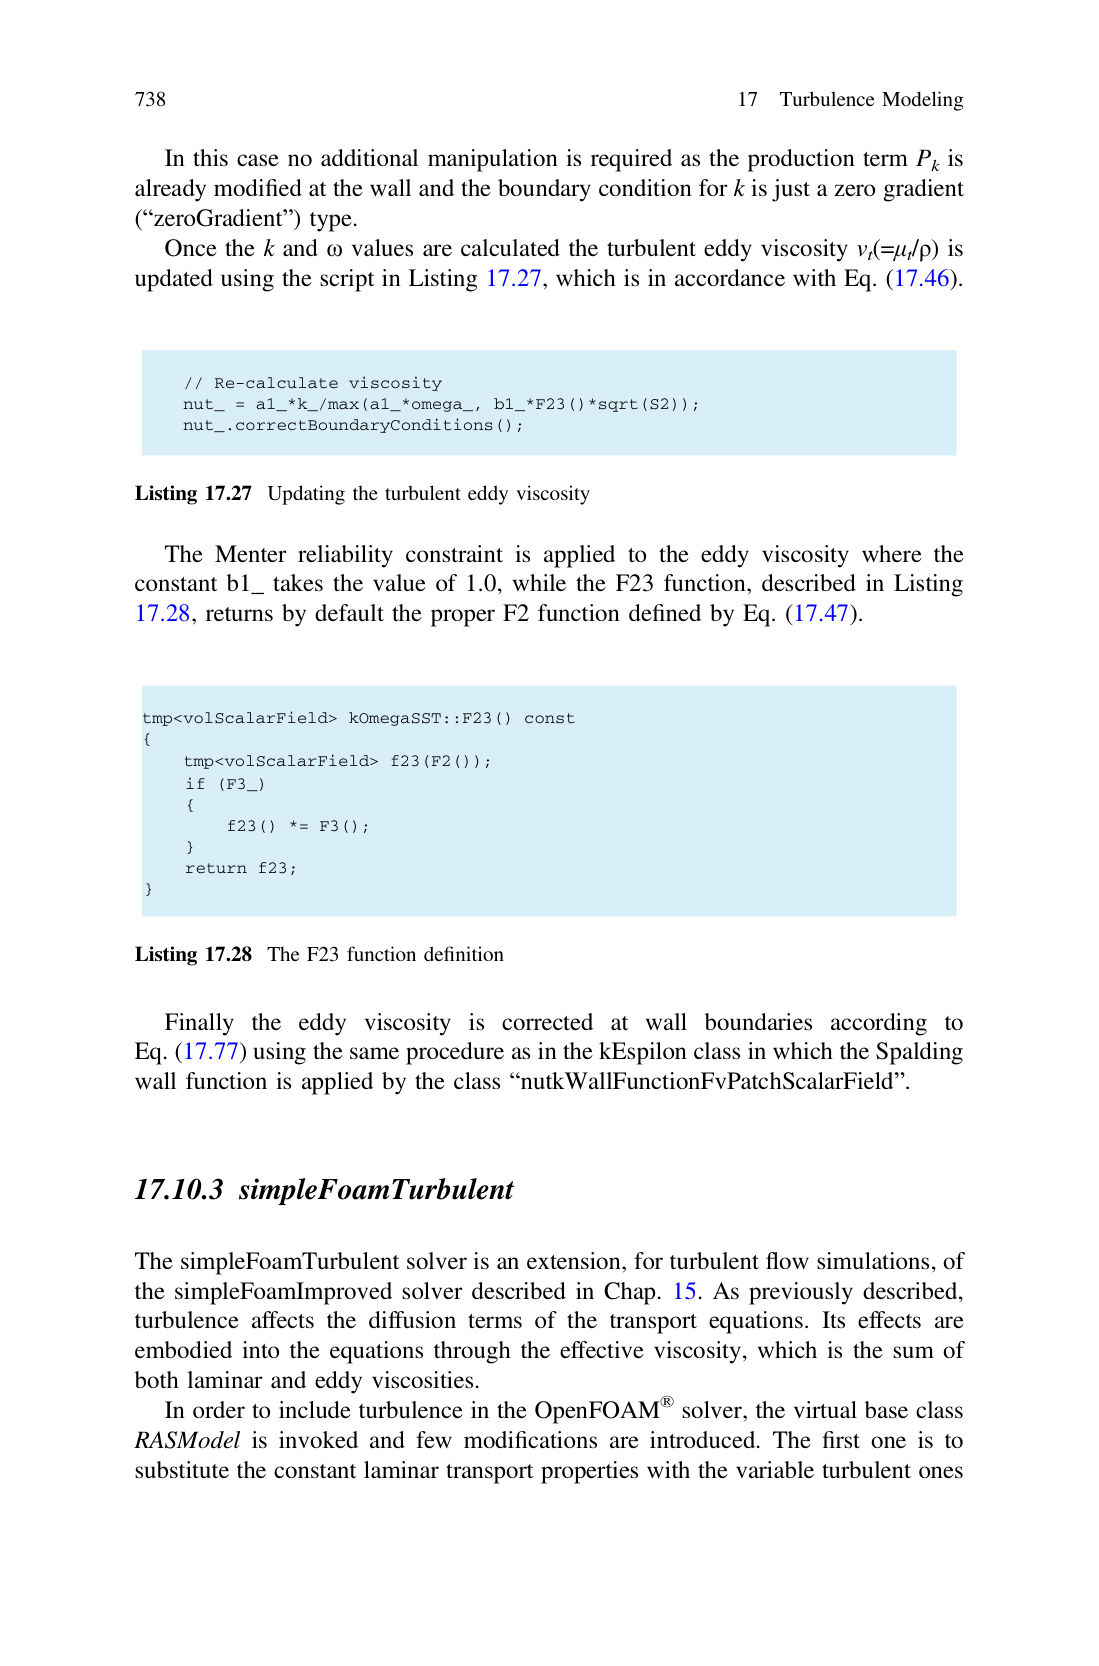 738 17 Turbulence Modeling
In this case no additional manipulation is required as the production term Pk is
already modified at the wall and the boundary condition for k is just a zero gradient
(“zeroGradient”) type.
Once the k and ω values are calculated the turbulent eddy viscosity νt(=μt/ρ) is
updated using the script in Listing 17.27, which is in accordance with Eq. (17.46).
// Re-calculate viscosity
nut_ = a1_*k_/max(a1_*omega_, b1_*F23()*sqrt(S2));
nut_.correctBoundaryConditions();
Listing 17.27 Updating the turbulent eddy viscosity
The Menter reliability constraint is applied to the eddy viscosity where the
constant b1_ takes the value of 1.0, while the F23 function, described in Listing
17.28, returns by default the proper F2 function defined by Eq. (17.47).
tmp<volScalarField> kOmegaSST::F23() const
{
tmp<volScalarField> f23(F2());
if (F3_)
{
f23() *= F3();
}
return f23;
}
Listing 17.28 The F23 function definition
Finally the eddy viscosity is corrected at wall boundaries according to
Eq. (17.77) using the same procedure as in the kEspilon class in which the Spalding
wall function is applied by the class “nutkWallFunctionFvPatchScalarField”.
17.10.3 simpleFoamTurbulent
The simpleFoamTurbulent solver is an extension, for turbulent flow simulations, of
the simpleFoamImproved solver described in Chap. 15. As previously described,
turbulence affects the diffusion terms of the transport equations. Its effects are
embodied into the equations through the effective viscosity, which is the sum of
both laminar and eddy viscosities.
In order to include turbulence in the OpenFOAM® solver, the virtual base class
RASModel is invoked and few modifications are introduced. The first one is to
substitute the constant laminar transport properties with the variable turbulent ones